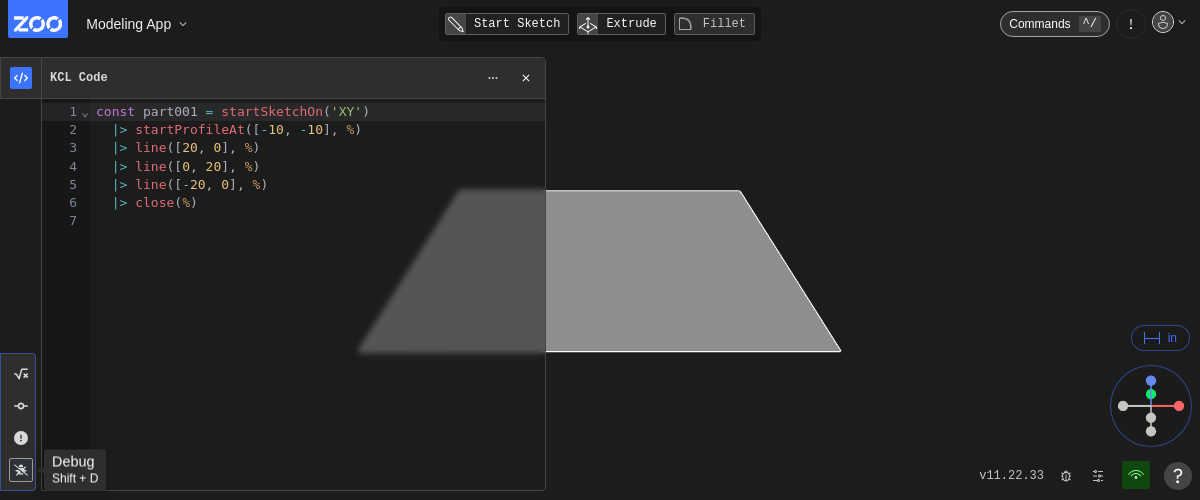 ZOO
Modeling App
Start Sketch
Extrude
Fillet
Commands ^/
!
KCL Code
1 const part001 = startSketchOn('XY')
2 |> startProfileAt([-10, -10], %)
3 |> line([20, 0], %)
4 |> line([0, 20], %)
5 |> line([-20, 0], %)
6 |> close(%)
7
in
Debug
Shift + D
v11.22.33
?